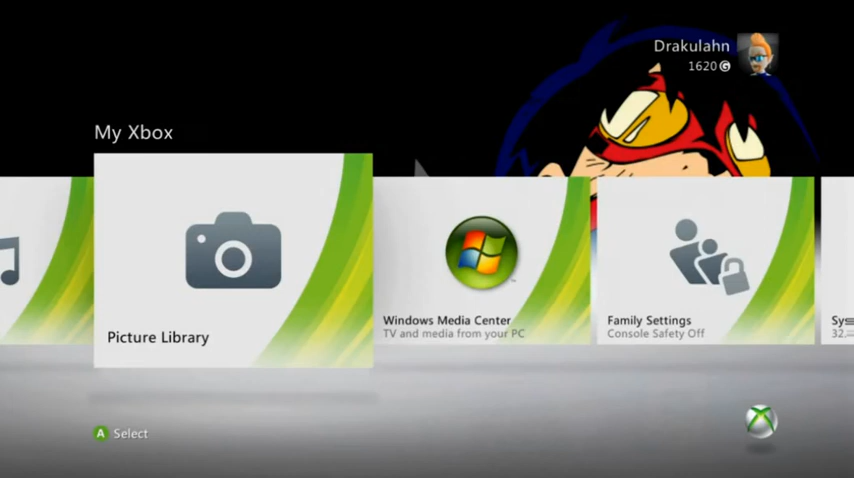 Drakulahn
1620 G
My Xbox
Picture Library
Windows Media Center
TV and media from your PC
Family Settings
Console Safety Off
A Select